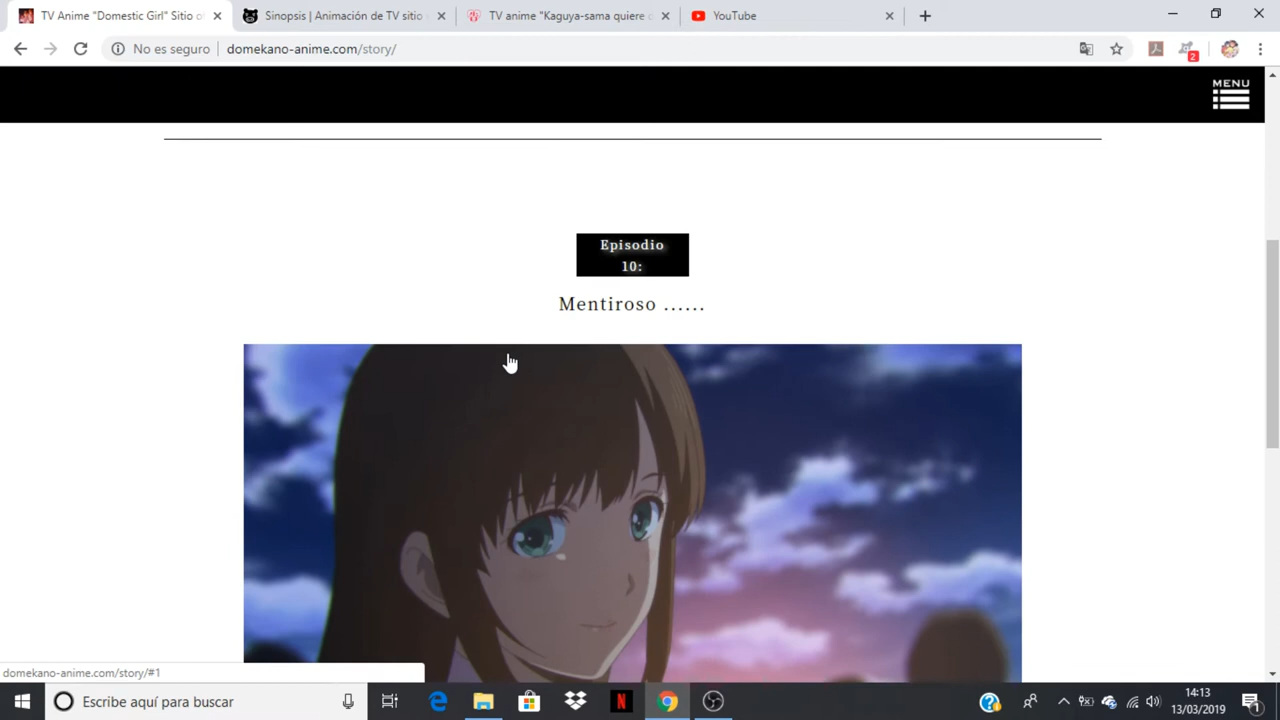 TV Anime "Domestic Girl" Sitio o
Sinopsis | Animación de TV sitio
TV anime "Kaguya-sama quiere
YouTube
No es seguro
domekano-anime.com/story/
2
MENU
Episodio
10:
Mentiroso ......
domekano-anime.com/story/#1
Escribe aquí para buscar
N
14:13
13/03/2019
1